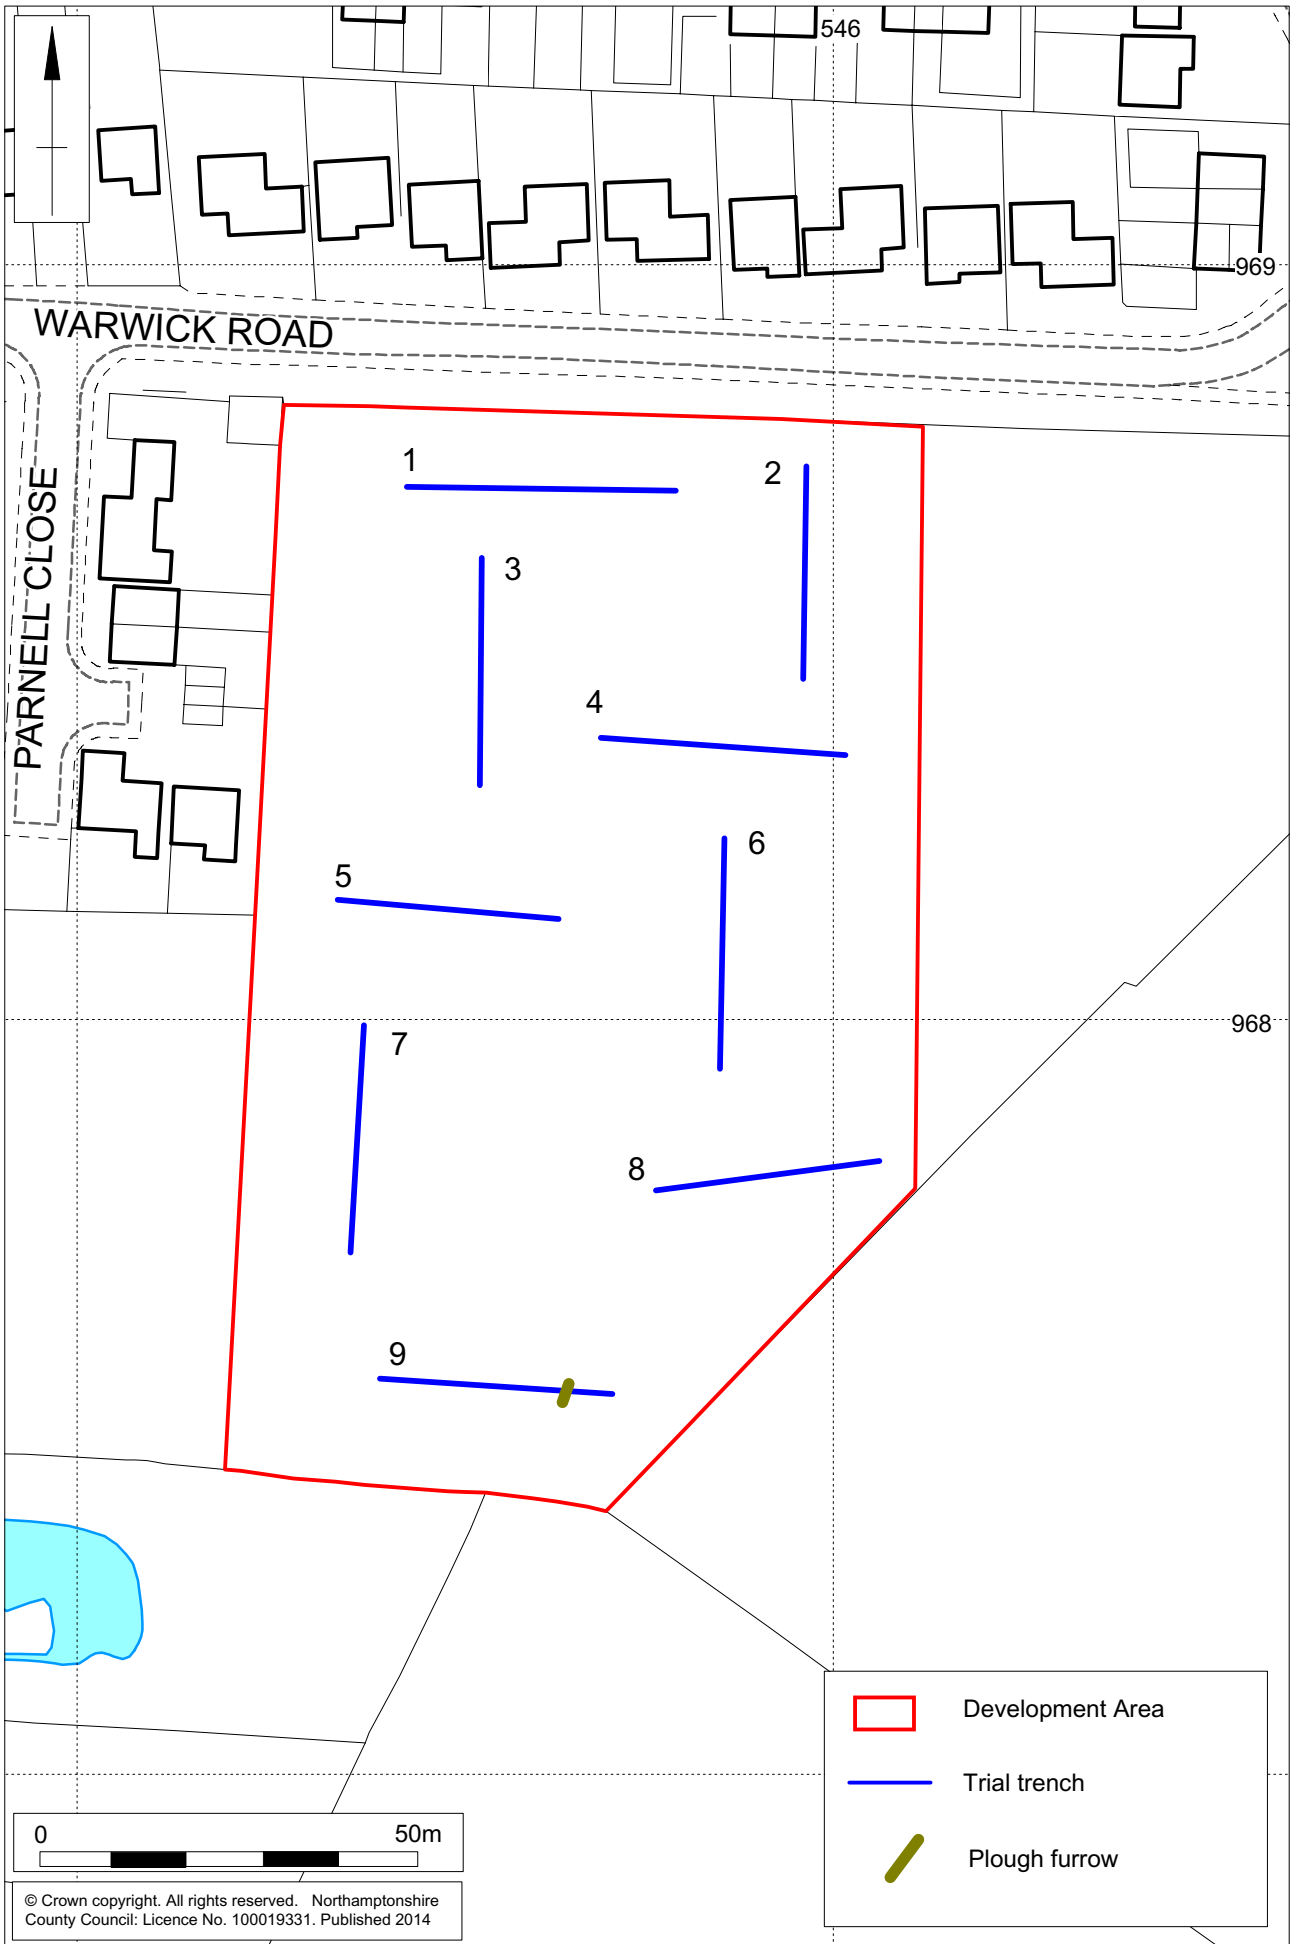 546
969
WARWICK ROAD
PARNELL CLOSE
1
2
3
4
5
6
968
7
8
9
Development Area
Trial trench
Plough furrow
0 50m
© Crown copyright. All rights reserved. Northamptonshire
County Council: Licence No. 100019331. Published 2014